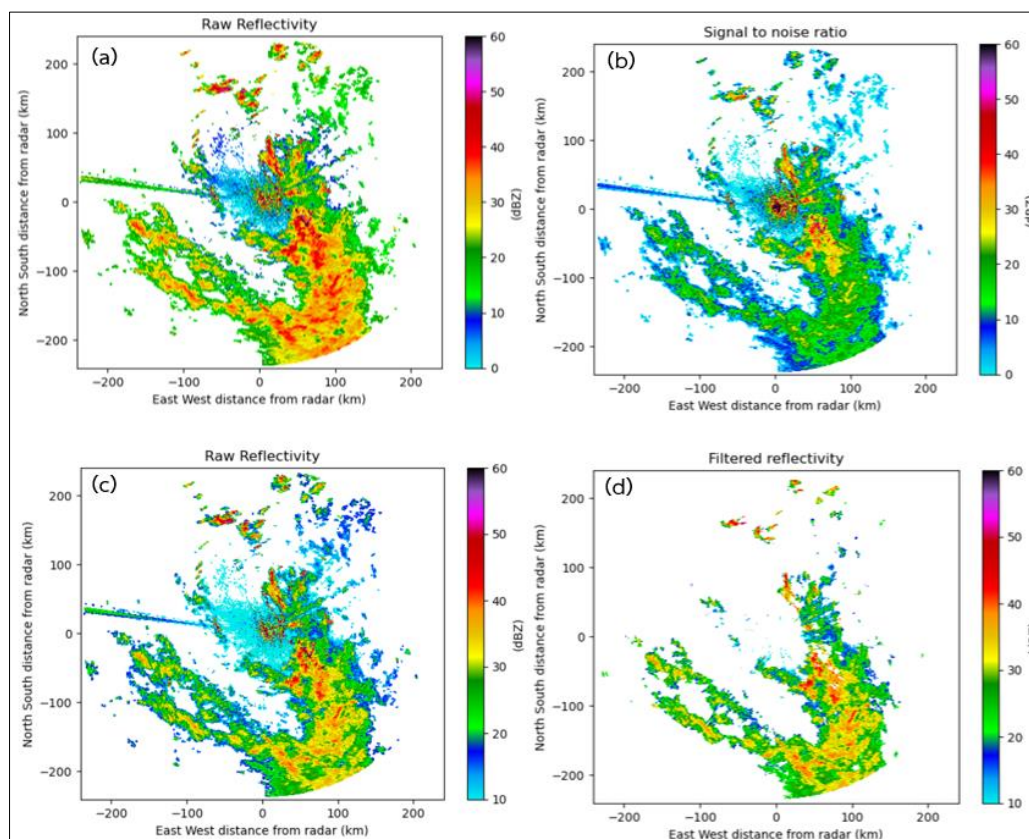 Raw Reflectivity
(a)
200
100
0
−100
−200
North South distance from radar (km)
−200 −100 0 100 200
East West distance from radar (km)
60
50
40
30
20
10
0
(dBZ)
Signal to noise ratio
(b)
200
100
0
−100
−200
North South distance from radar (km)
−200 −100 0 100 200
East West distance from radar (km)
60
50
40
30
20
10
0
(dBZ)
Raw Reflectivity
(c)
200
100
0
−100
−200
North South distance from radar (km)
−200 −100 0 100 200
East West distance from radar (km)
60
50
40
30
20
10
(dBZ)
Filtered reflectivity
(d)
200
100
0
−100
−200
North South distance from radar (km)
−200 −100 0 100 200
East West distance from radar (km)
60
50
40
30
20
10